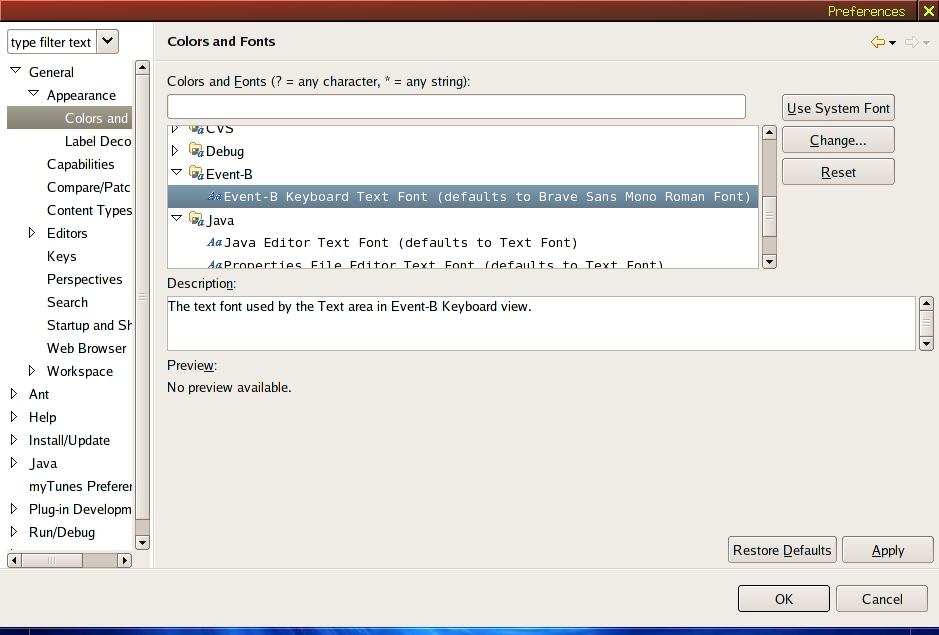 Preferences
type filter text
General
Appearance
Colors and
Label Deco
Capabilities
Compare/Patc
Content Types
Editors
Keys
Perspectives
Search
Startup and Sh
Web Browser
Workspace
Ant
Help
Install/Update
Java
myTunes Preferer
Plug-in Developm
Run/Debug
Colors and Fonts
Colors and Fonts (? = any character, * = any string):
CVS
Debug
Event-B
Event-B Keyboard Text Font (defaults to Brave Sans Mono Roman Font)
Java
Java Editor Text Font (defaults to Text Font)
Properties File Editor Text Font (defaults to Text Font)
Use System Font
Change...
Reset
Description:
The text font used by the Text area in Event-B Keyboard view.
Preview:
No preview available.
Restore Defaults
Apply
OK
Cancel